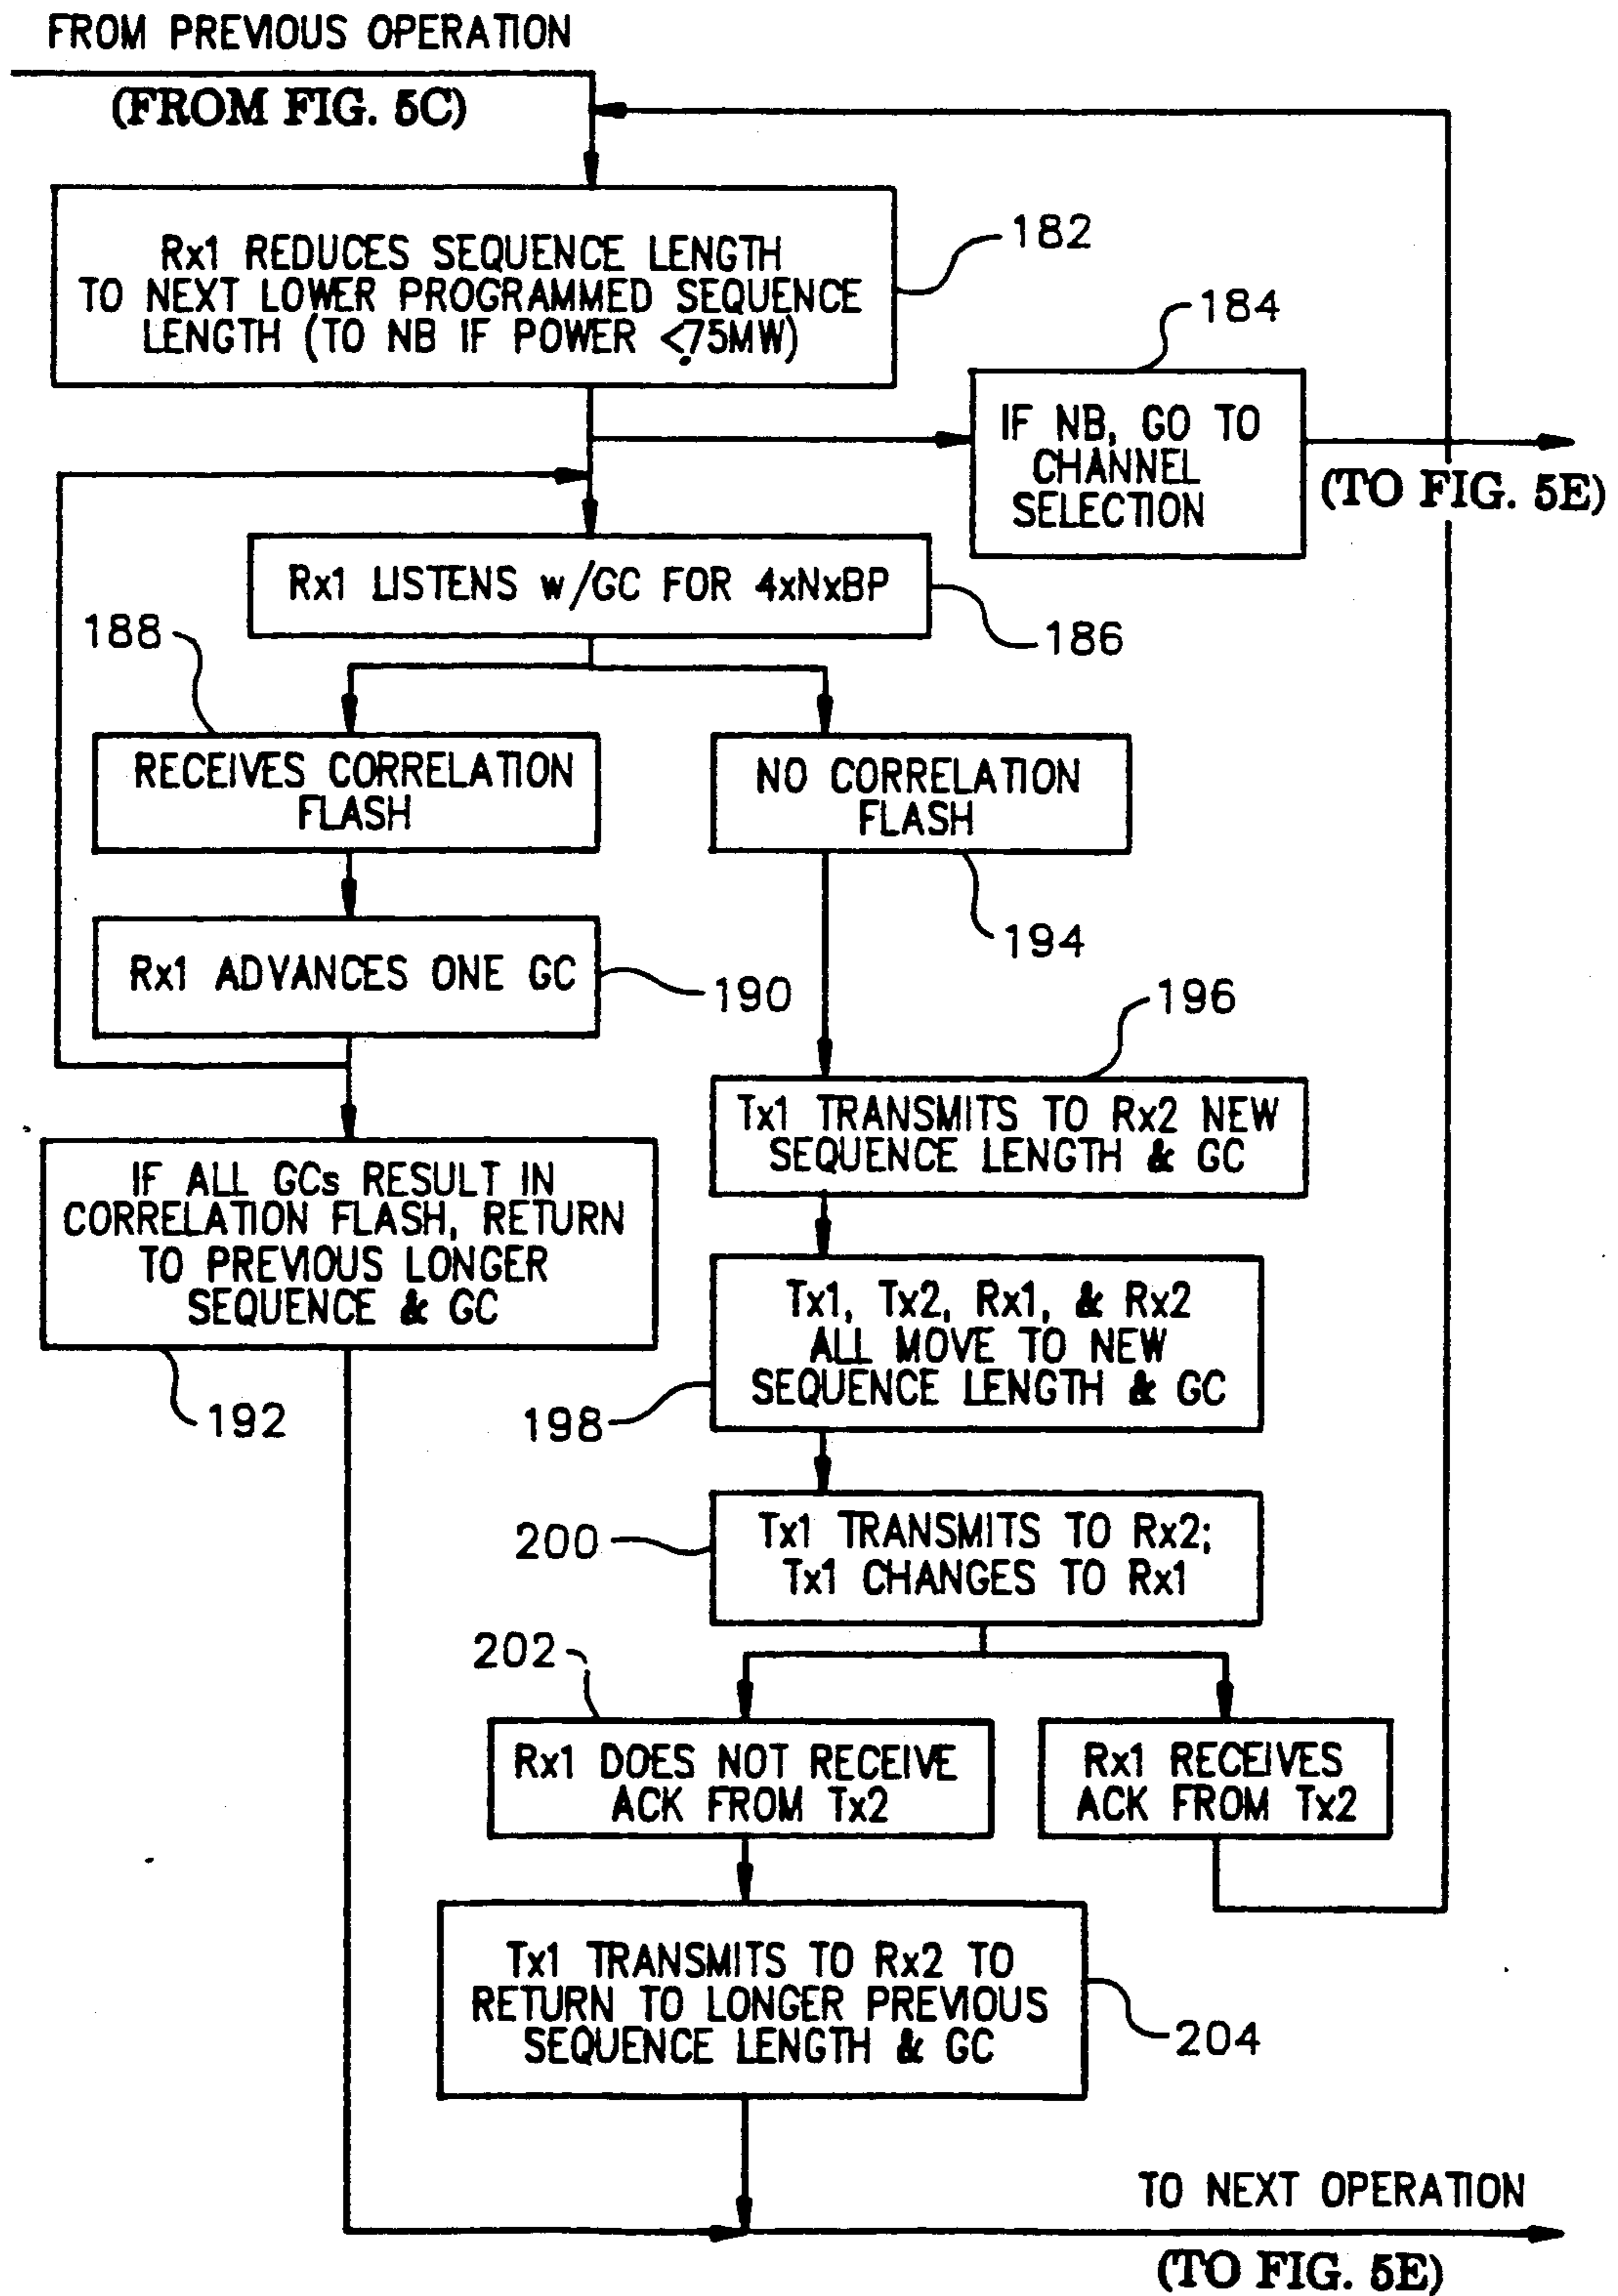 FROM PREVIOUS OPERATION
(FROM FIG. 5C)
Rx1 REDUCES SEQUENCE LENGTH
TO NEXT LOWER PROGRAMMED SEQUENCE
LENGTH (TO NB IF POWER <75MW)
182
184
IF NB, GO TO
CHANNEL
SELECTION
(TO FIG. 5E)
Rx1 LISTENS w/GC FOR 4xNxBP
186
188
RECEIVES CORRELATION
FLASH
NO CORRELATION
FLASH
194
Rx1 ADVANCES ONE GC
190
196
Tx1 TRANSMITS TO Rx2 NEW
SEQUENCE LENGTH & GC
IF ALL GCs RESULT IN
CORRELATION FLASH, RETURN
TO PREVIOUS LONGER
SEQUENCE & GC
192
Tx1, Tx2, Rx1, & Rx2
ALL MOVE TO NEW
SEQUENCE LENGTH & GC
198
200
Tx1 TRANSMITS TO Rx2;
Tx1 CHANGES TO Rx1
202
Rx1 DOES NOT RECEIVE
ACK FROM Tx2
Rx1 RECEIVES
ACK FROM Tx2
Tx1 TRANSMITS TO Rx2 TO
RETURN TO LONGER PREVIOUS
SEQUENCE LENGTH & GC
204
TO NEXT OPERATION
(TO FIG. 5E)